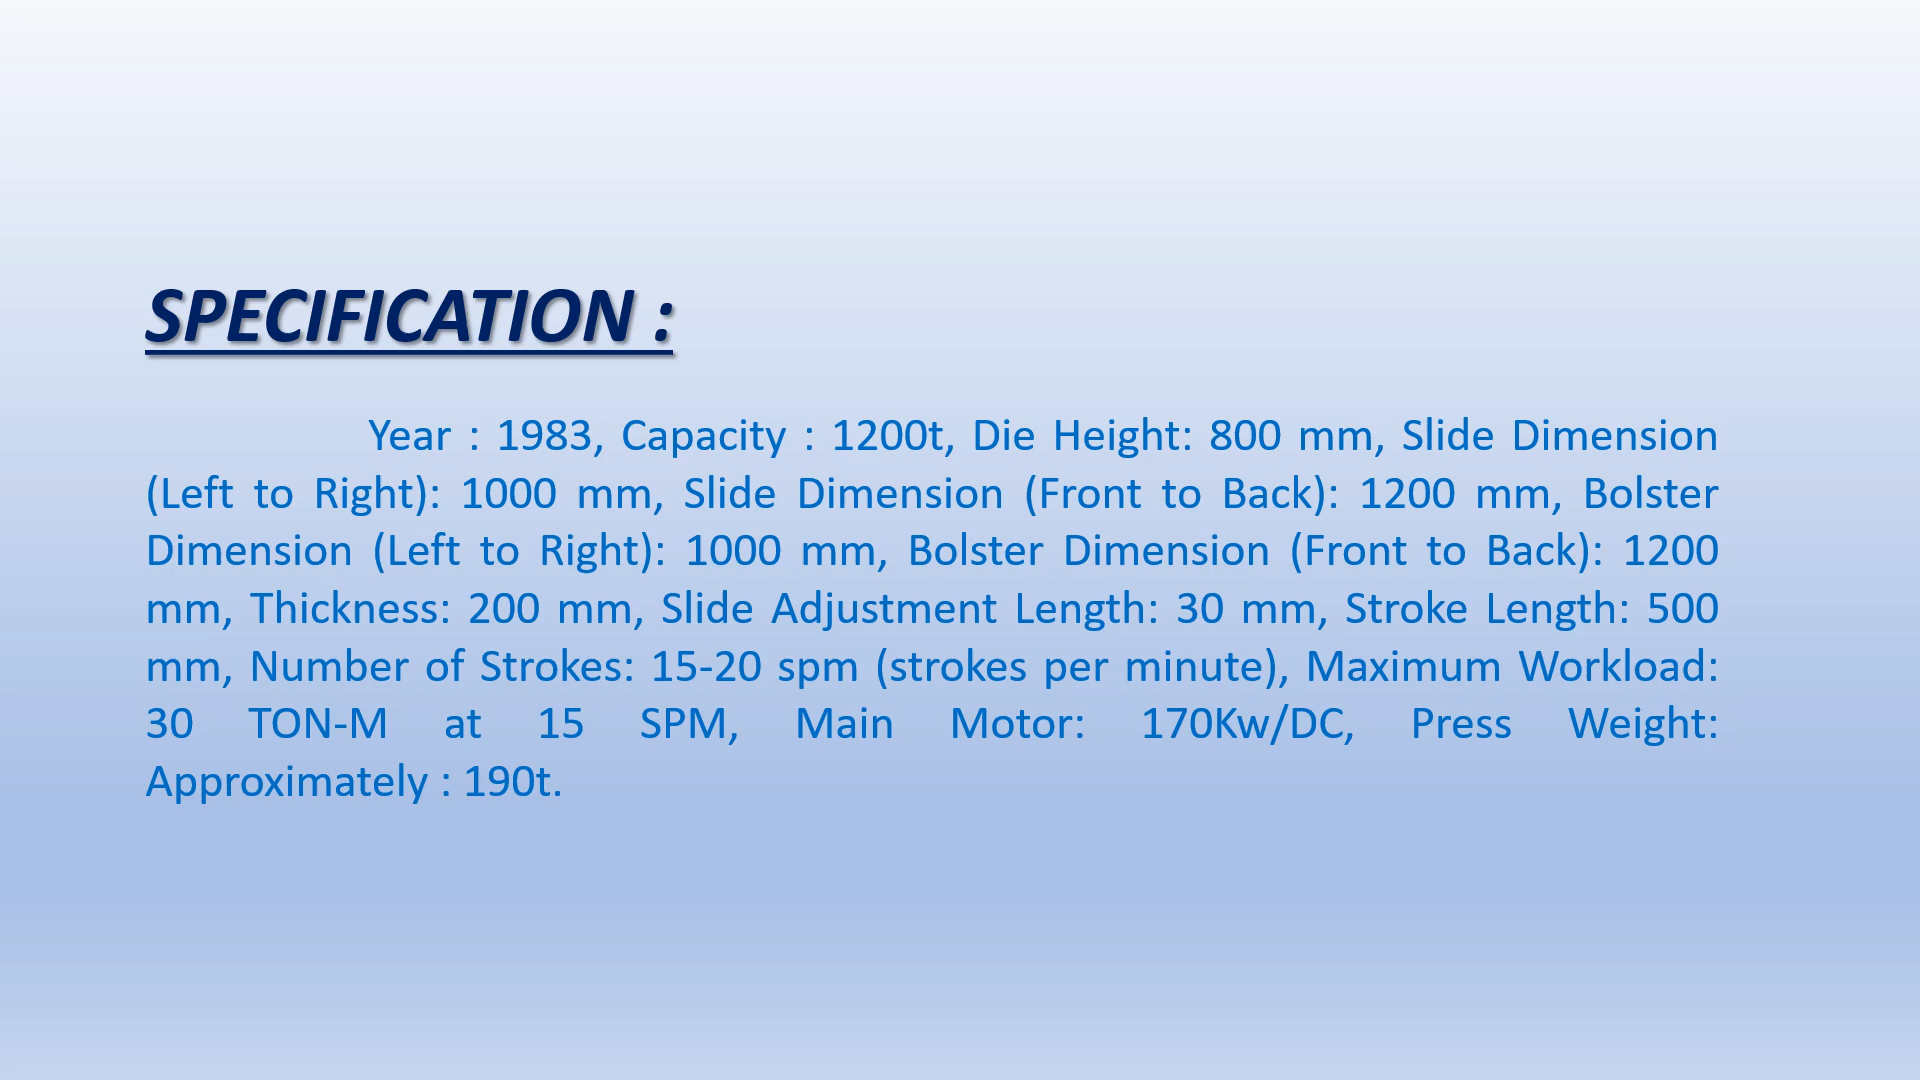 SPECIFICATION :
Year : 1983, Capacity : 1200t, Die Height: 800 mm, Slide Dimension
(Left to Right): 1000 mm, Slide Dimension (Front to Back): 1200 mm, Bolster
Dimension (Left to Right): 1000 mm, Bolster Dimension (Front to Back): 1200
mm, Thickness: 200 mm, Slide Adjustment Length: 30 mm, Stroke Length: 500
mm, Number of Strokes: 15-20 spm (strokes per minute), Maximum Workload:
30 TON-M at 15 SPM, Main Motor: 170Kw/DC, Press Weight:
Approximately : 190t.